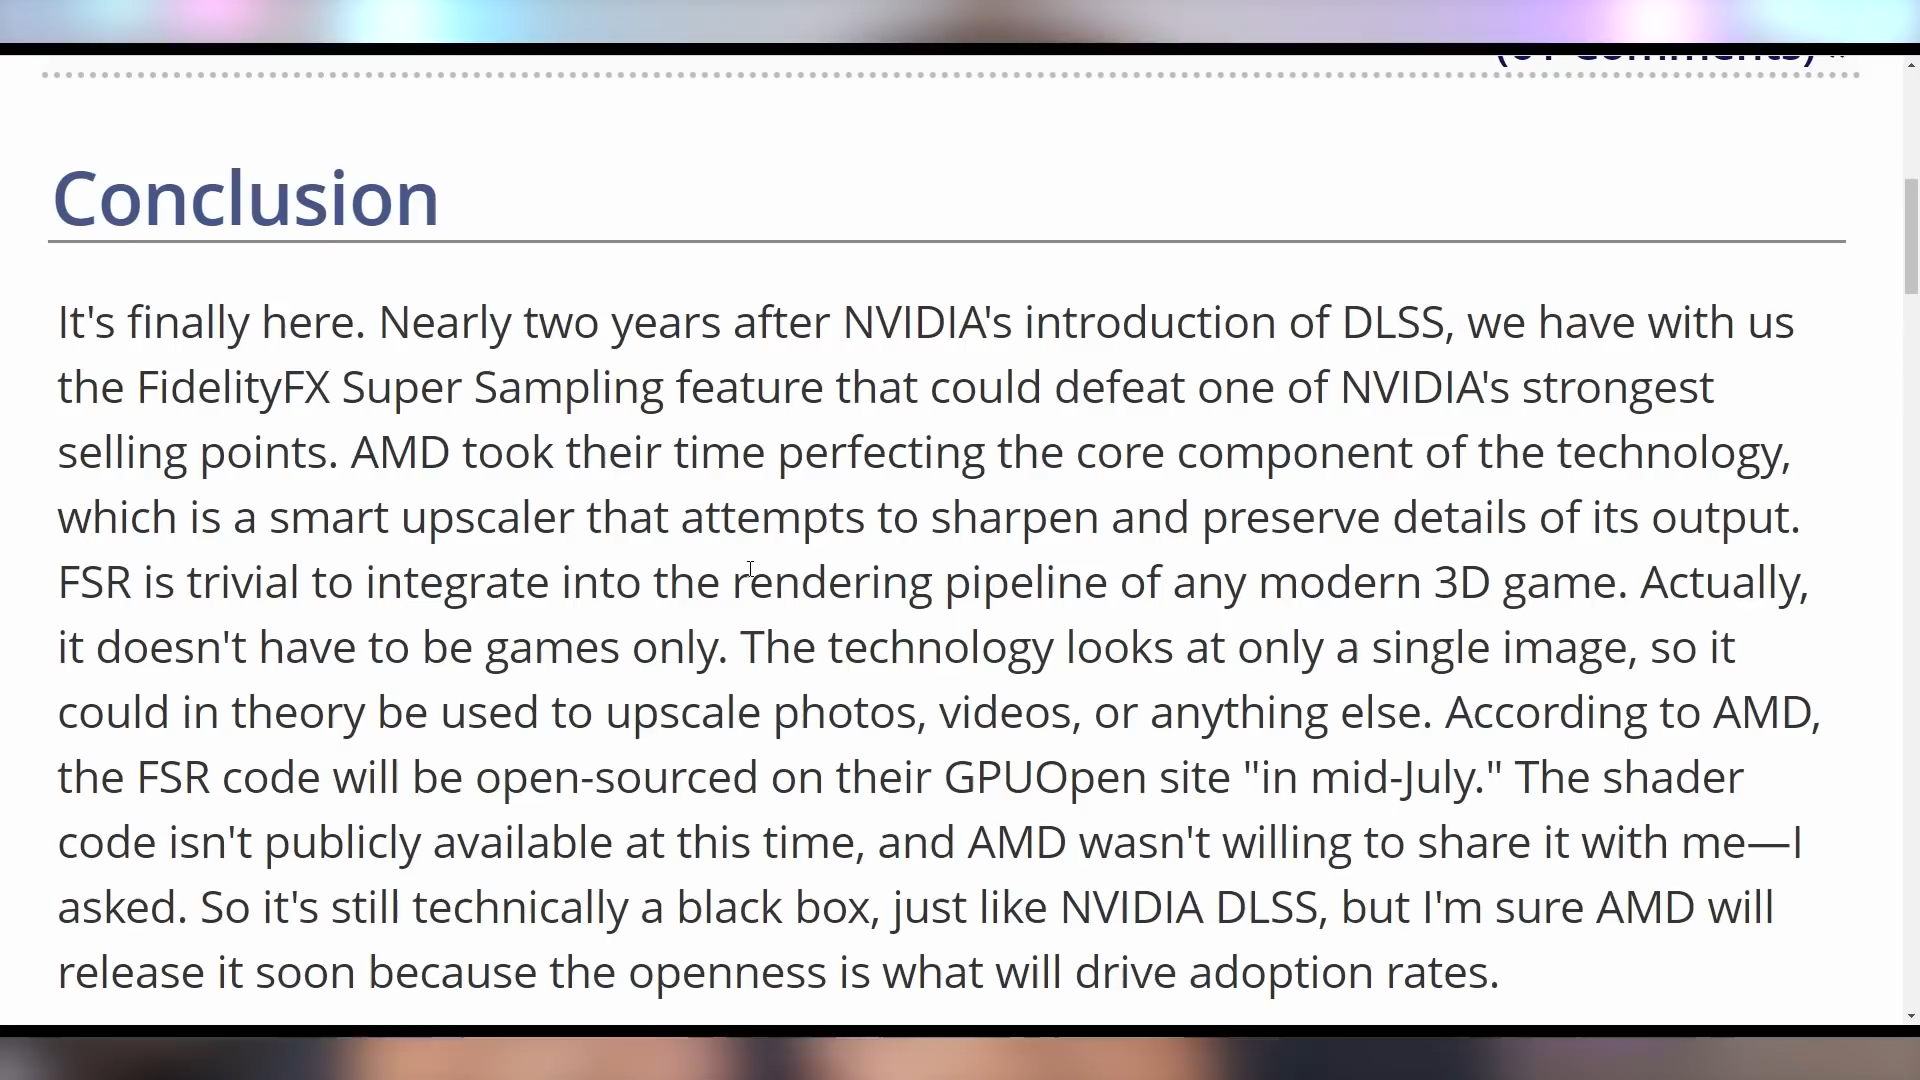 Conclusion
It's finally here. Nearly two years after NVIDIA's introduction of DLSS, we have with us
the FidelityFX Super Sampling feature that could defeat one of NVIDIA's strongest
selling points. AMD took their time perfecting the core component of the technology,
which is a smart upscaler that attempts to sharpen and preserve details of its output.
FSR is trivial to integrate into the rendering pipeline of any modern 3D game. Actually,
it doesn't have to be games only. The technology looks at only a single image, so it
could in theory be used to upscale photos, videos, or anything else. According to AMD,
the FSR code will be open-sourced on their GPUOpen site "in mid-July." The shader
code isn't publicly available at this time, and AMD wasn't willing to share it with me—I
asked. So it's still technically a black box, just like NVIDIA DLSS, but I'm sure AMD will
release it soon because the openness is what will drive adoption rates.